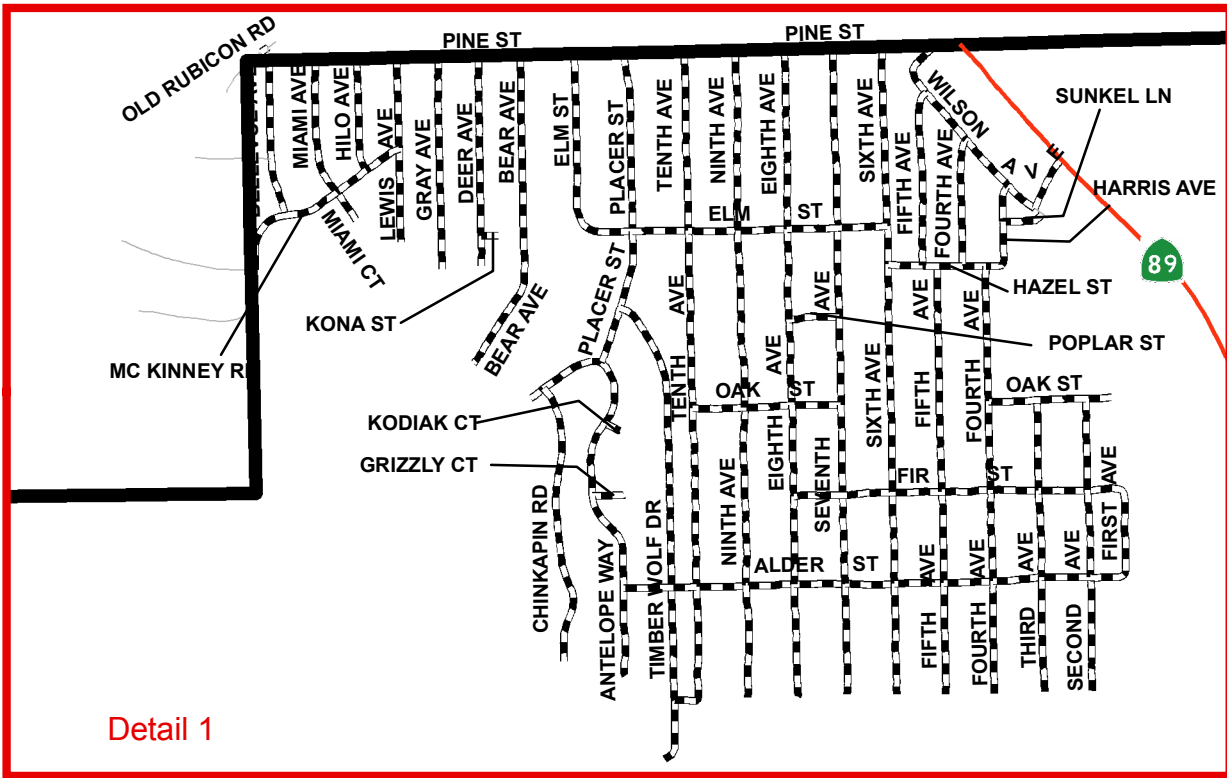 OLD RUBICON RD
PINE ST
PINE ST
MIAMI AVE
HILO AVE
LEWIS AVE
GRAY AVE
DEER AVE
BEAR AVE
ELM ST
PLACER ST
TENTH AVE
NINTH AVE
EIGHTH AVE
SIXTH AVE
FIFTH AVE
FOURTH AVE
WILSON AVE
SUNKEL LN
HARRIS AVE
ELM ST
MIAMI CT
89
HAZEL ST
KONA ST
BEAR AVE
PLACER ST
TENTH AVE
EIGHTH AVE
SEVENTH AVE
SIXTH AVE
FIFTH AVE
FOURTH AVE
POPLAR ST
MC KINNEY R
OAK ST
OAK ST
KODIAK CT
GRIZZLY CT
FIR ST
CHINKAPIN RD
ANTELOPE WAY
TIMBER WOLF DR
NINTH AVE
ALDER ST
FIFTH AVE
FOURTH AVE
THIRD AVE
SECOND AVE
FIRST AVE
Detail 1